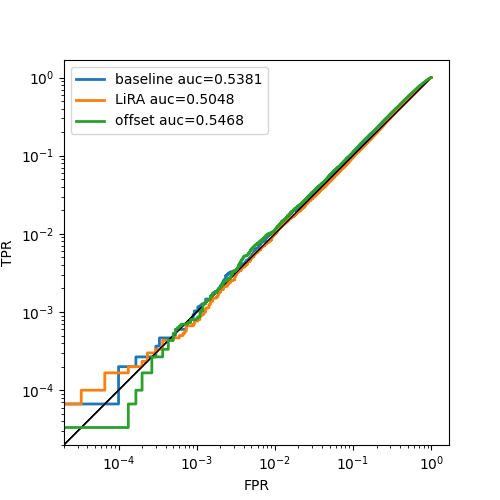 baseline auc=0.5381
LiRA auc=0.5048
offset auc=0.5468
10⁰
10⁻¹
10⁻²
10⁻³
10⁻⁴
TPR
10⁻⁴ 10⁻³ 10⁻² 10⁻¹ 10⁰
FPR